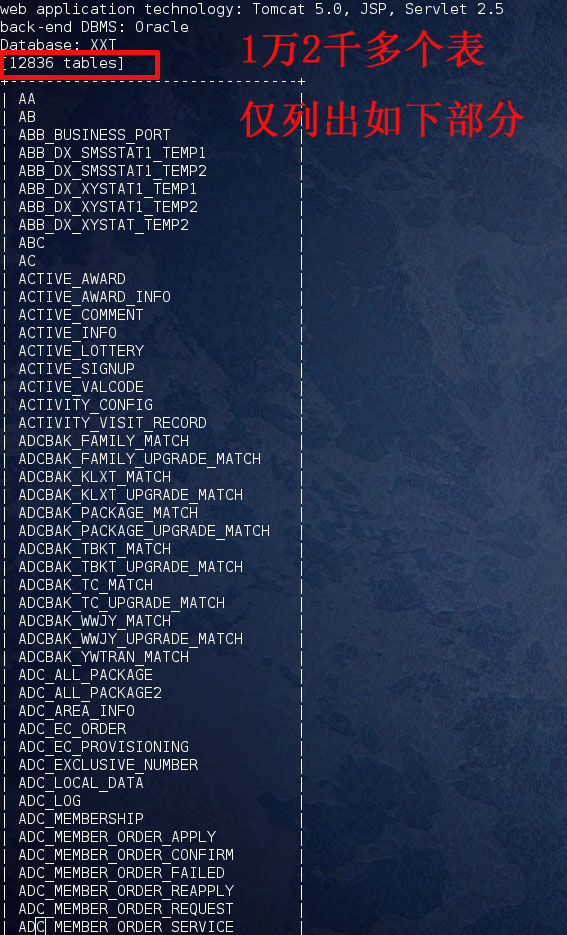 web application technology: Tomcat 5.0, JSP, Servlet 2.5
back-end DBMS: Oracle
Database: XXT
[12836 tables]
1万2千多个表
仅列出如下部分
+--------------------------------+
| AA |
| AB |
| ABB_BUSINESS_PORT |
| ABB_DX_SMSSTAT1_TEMP1 |
| ABB_DX_SMSSTAT1_TEMP2 |
| ABB_DX_XYSTAT1_TEMP1 |
| ABB_DX_XYSTAT1_TEMP2 |
| ABB_DX_XYSTAT_TEMP2 |
| ABC |
| AC |
| ACTIVE_AWARD |
| ACTIVE_AWARD_INFO |
| ACTIVE_COMMENT |
| ACTIVE_INFO |
| ACTIVE_LOTTERY |
| ACTIVE_SIGNUP |
| ACTIVE_VALCODE |
| ACTIVITY_CONFIG |
| ACTIVITY_VISIT_RECORD |
| ADCBAK_FAMILY_MATCH |
| ADCBAK_FAMILY_UPGRADE_MATCH |
| ADCBAK_KLXT_MATCH |
| ADCBAK_KLXT_UPGRADE_MATCH |
| ADCBAK_PACKAGE_MATCH |
| ADCBAK_PACKAGE_UPGRADE_MATCH |
| ADCBAK_TBKT_MATCH |
| ADCBAK_TBKT_UPGRADE_MATCH |
| ADCBAK_TC_MATCH |
| ADCBAK_TC_UPGRADE_MATCH |
| ADCBAK_WWJY_MATCH |
| ADCBAK_WWJY_UPGRADE_MATCH |
| ADCBAK_YWTRAN_MATCH |
| ADC_ALL_PACKAGE |
| ADC_ALL_PACKAGE2 |
| ADC_AREA_INFO |
| ADC_EC_ORDER |
| ADC_EC_PROVISIONING |
| ADC_EXCLUSIVE_NUMBER |
| ADC_LOCAL_DATA |
| ADC_LOG |
| ADC_MEMBERSHIP |
| ADC_MEMBER_ORDER_APPLY |
| ADC_MEMBER_ORDER_CONFIRM |
| ADC_MEMBER_ORDER_FAILED |
| ADC_MEMBER_ORDER_REAPPLY |
| ADC_MEMBER_ORDER_REQUEST |
| ADC_MEMBER_ORDER_SERVICE |